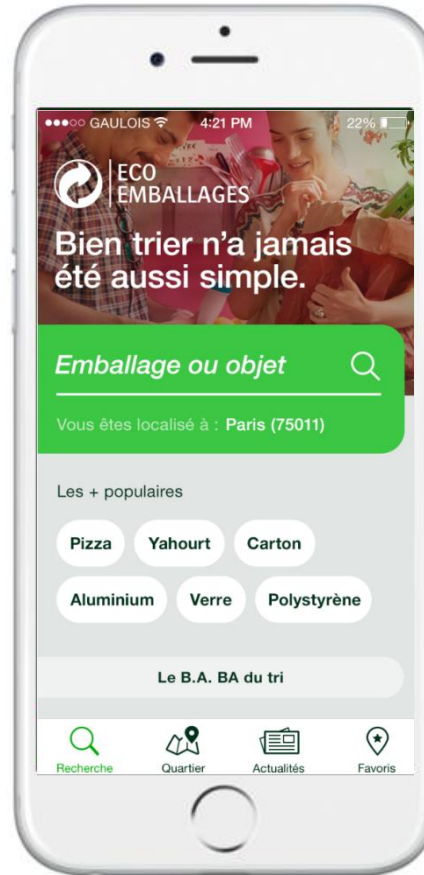 GAULOIS 4:21 PM 22%
ECO
EMBALLAGES
Bien trier n'a jamais
été aussi simple.
Emballage ou objet
Vous êtes localisé à : Paris (75011)
Les + populaires
Pizza Yahourt Carton
Aluminium Verre Polystyrène
Le B.A. BA du tri
Recherche Quartier Actualités Favoris